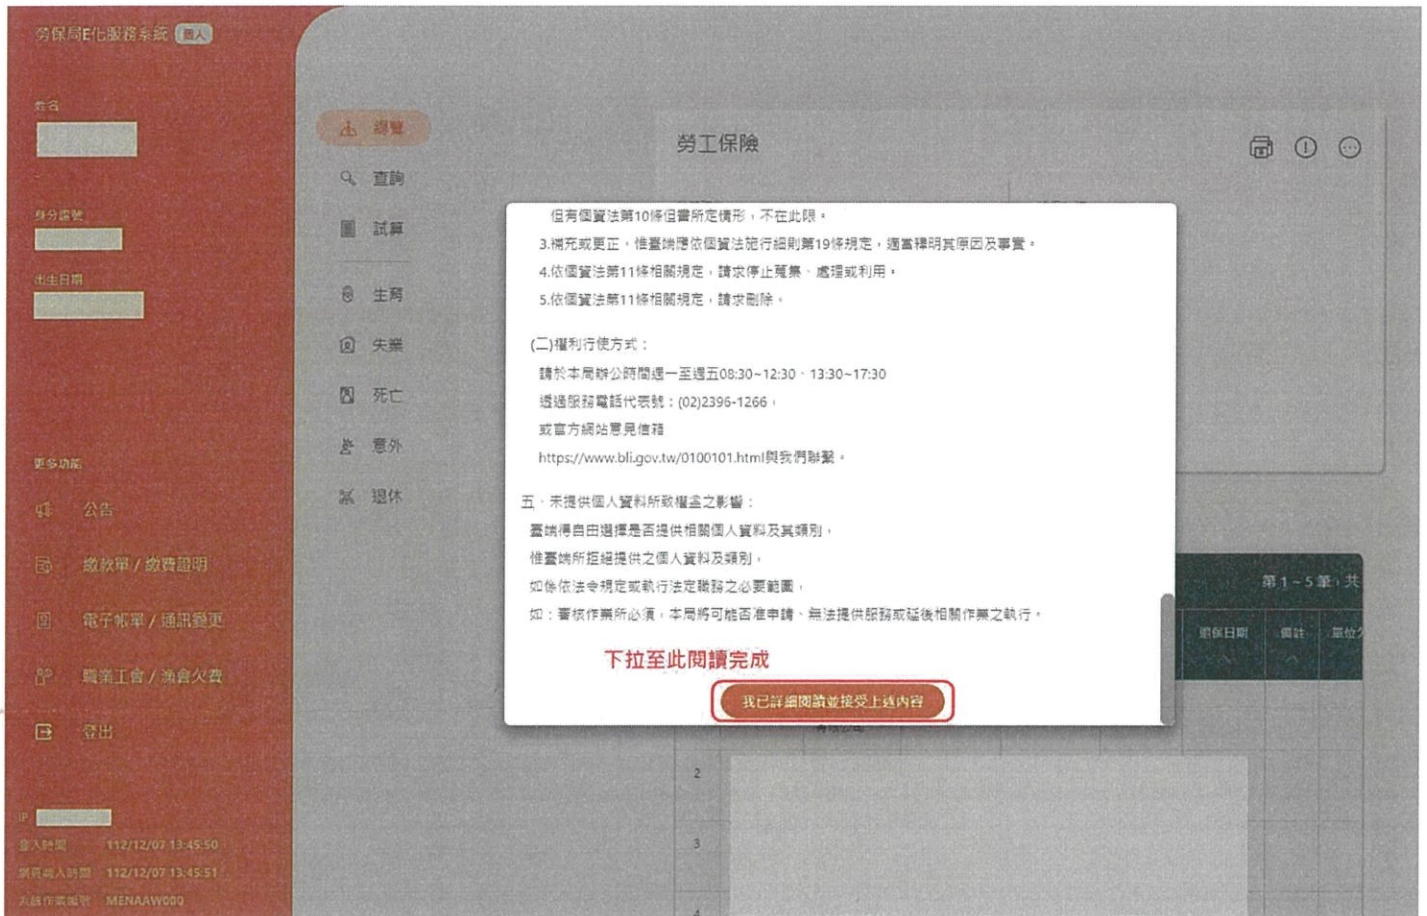 勞保局E化服務系統 個人
姓名
身分證號
出生日期
更多功能
公告
繳款單 / 繳費證明
電子帳單 / 通訊變更
職業工會 / 漁會欠費
登出
IP
登入時間 112/12/07 13:45:50
網頁載入時間 112/12/07 13:45:51
MENAAW000
總覽
查詢
試算
生育
失業
死亡
意外
退休
勞工保險
但有個資法第10條但書所定情形，不在此限。
3.補充或更正，惟臺端應依個資法施行細則第19條規定，適當釋明其原因及事實。
4.依個資法第11條相關規定，請求停止蒐集、處理或利用。
5.依個資法第11條相關規定，請求刪除。
(二)權利行使方式：
請於本局辦公時間週一至週五08:30~12:30、13:30~17:30
透過服務電話代表號：(02)2396-1266，
或官方網站意見信箱
https://www.bli.gov.tw/0100101.html與我們聯繫。
五、未提供個人資料所致權益之影響：
臺端得自由選擇是否提供相關個人資料及其類別，
惟臺端所拒絕提供之個人資料及類別，
如係依法令規定或執行法定職務之必要範圍，
如：審核作業所必須，本局將可能否准申請、無法提供服務或延後相關作業之執行。
下拉至此閱讀完成
我已詳細閱讀並接受上述內容
第 1 ~ 5 筆，共
退保日期 備註 單位欠
有限公司
2
3
4